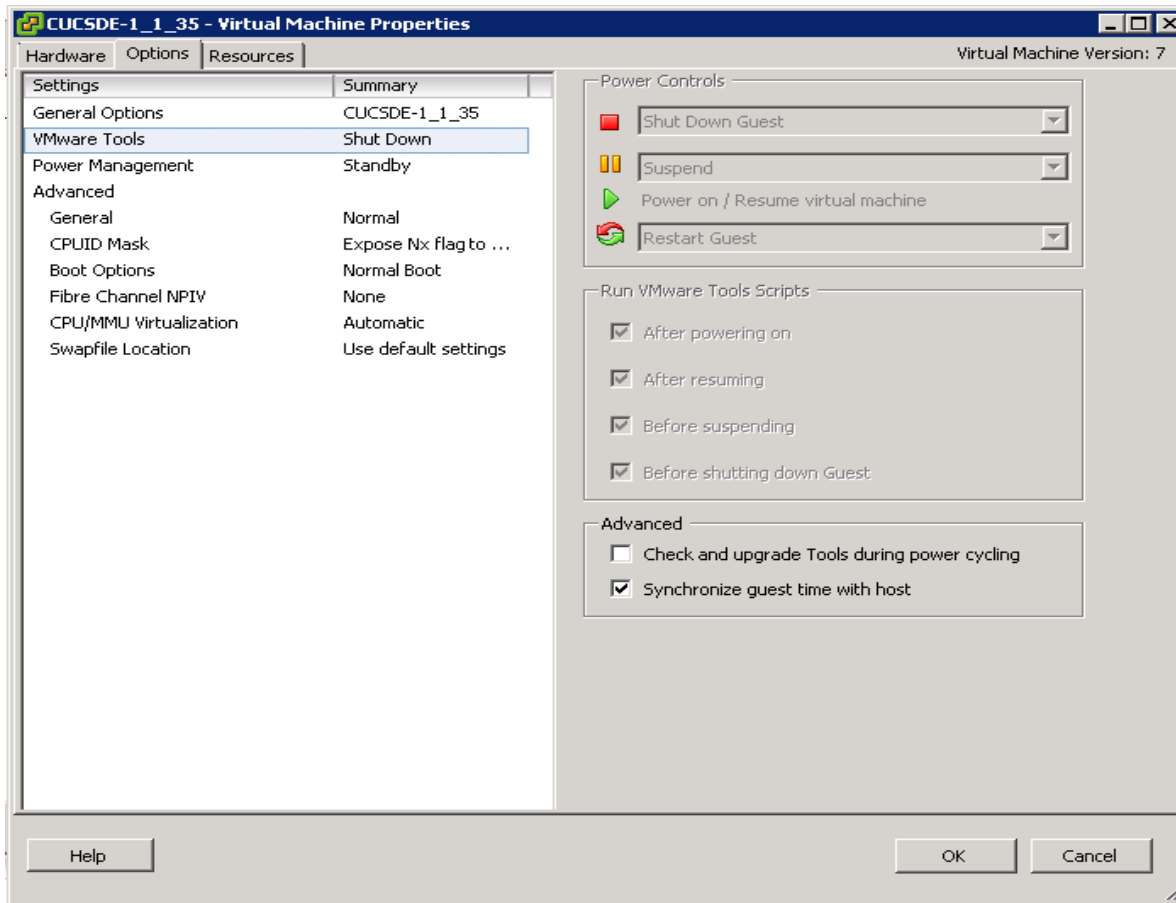 CUCSDE-1_1_35 - Virtual Machine Properties
Hardware Options Resources Virtual Machine Version: 7
Settings Summary
General Options CUCSDE-1_1_35
VMware Tools Shut Down
Power Management Standby
Advanced
General Normal
CPUID Mask Expose Nx flag to ...
Boot Options Normal Boot
Fibre Channel NPIV None
CPU/MMU Virtualization Automatic
Swapfile Location Use default settings
Power Controls
Shut Down Guest
Suspend
Power on / Resume virtual machine
Restart Guest
Run VMware Tools Scripts
After powering on
After resuming
Before suspending
Before shutting down Guest
Advanced
Check and upgrade Tools during power cycling
Synchronize guest time with host
Help OK Cancel